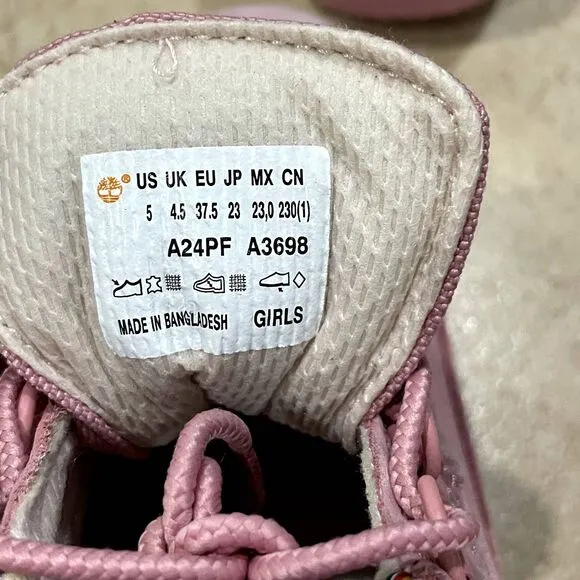 ® US UK EU JP MX CN
5 4.5 37.5 23 23,0 230(1)
A24PF A3698
MADE IN BANGLADESH GIRLS